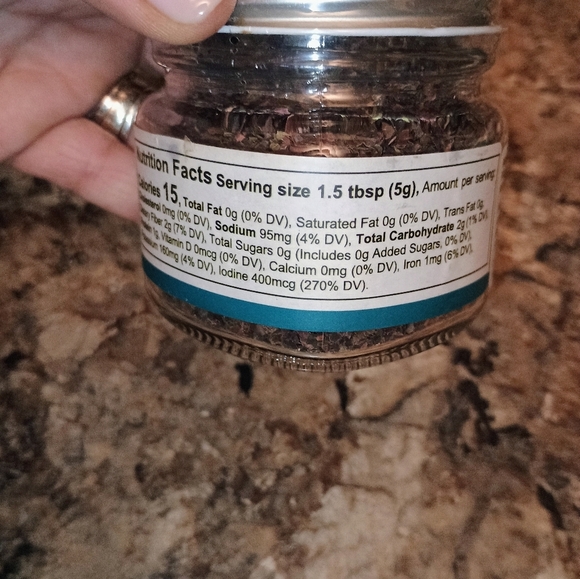 Nutrition Facts Serving size 1.5 tbsp (5g), Amount per serving:
Calories 15, Total Fat 0g (0% DV), Saturated Fat 0g (0% DV), Trans Fat 0g,
0mg (0% DV), Sodium 95mg (4% DV), Total Carbohydrate 2g (1% DV),
Fiber 2g (7% DV), Total Sugars 0g (Includes 0g Added Sugars, 0% DV),
Vitamin D 0mcg (0% DV), Calcium 0mg (0% DV), Iron 1mg (6% DV),
160mg (4% DV), Iodine 400mcg (270% DV).